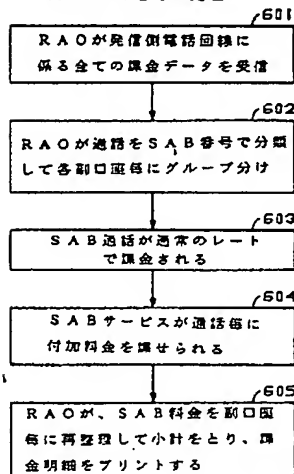 601
RAOが発信側電話回線に
係る全ての課金データを受信
602
RAOが通話をSAB番号で分類
して各副口座毎にグループ分け
603
SAB通話が通常のレート
で課金される
604
SABサービスが通話毎に
付加料金を課せられる
605
RAOが、SAB料金を副口座
毎に再整理して小計をとり、課
金明細をプリントする